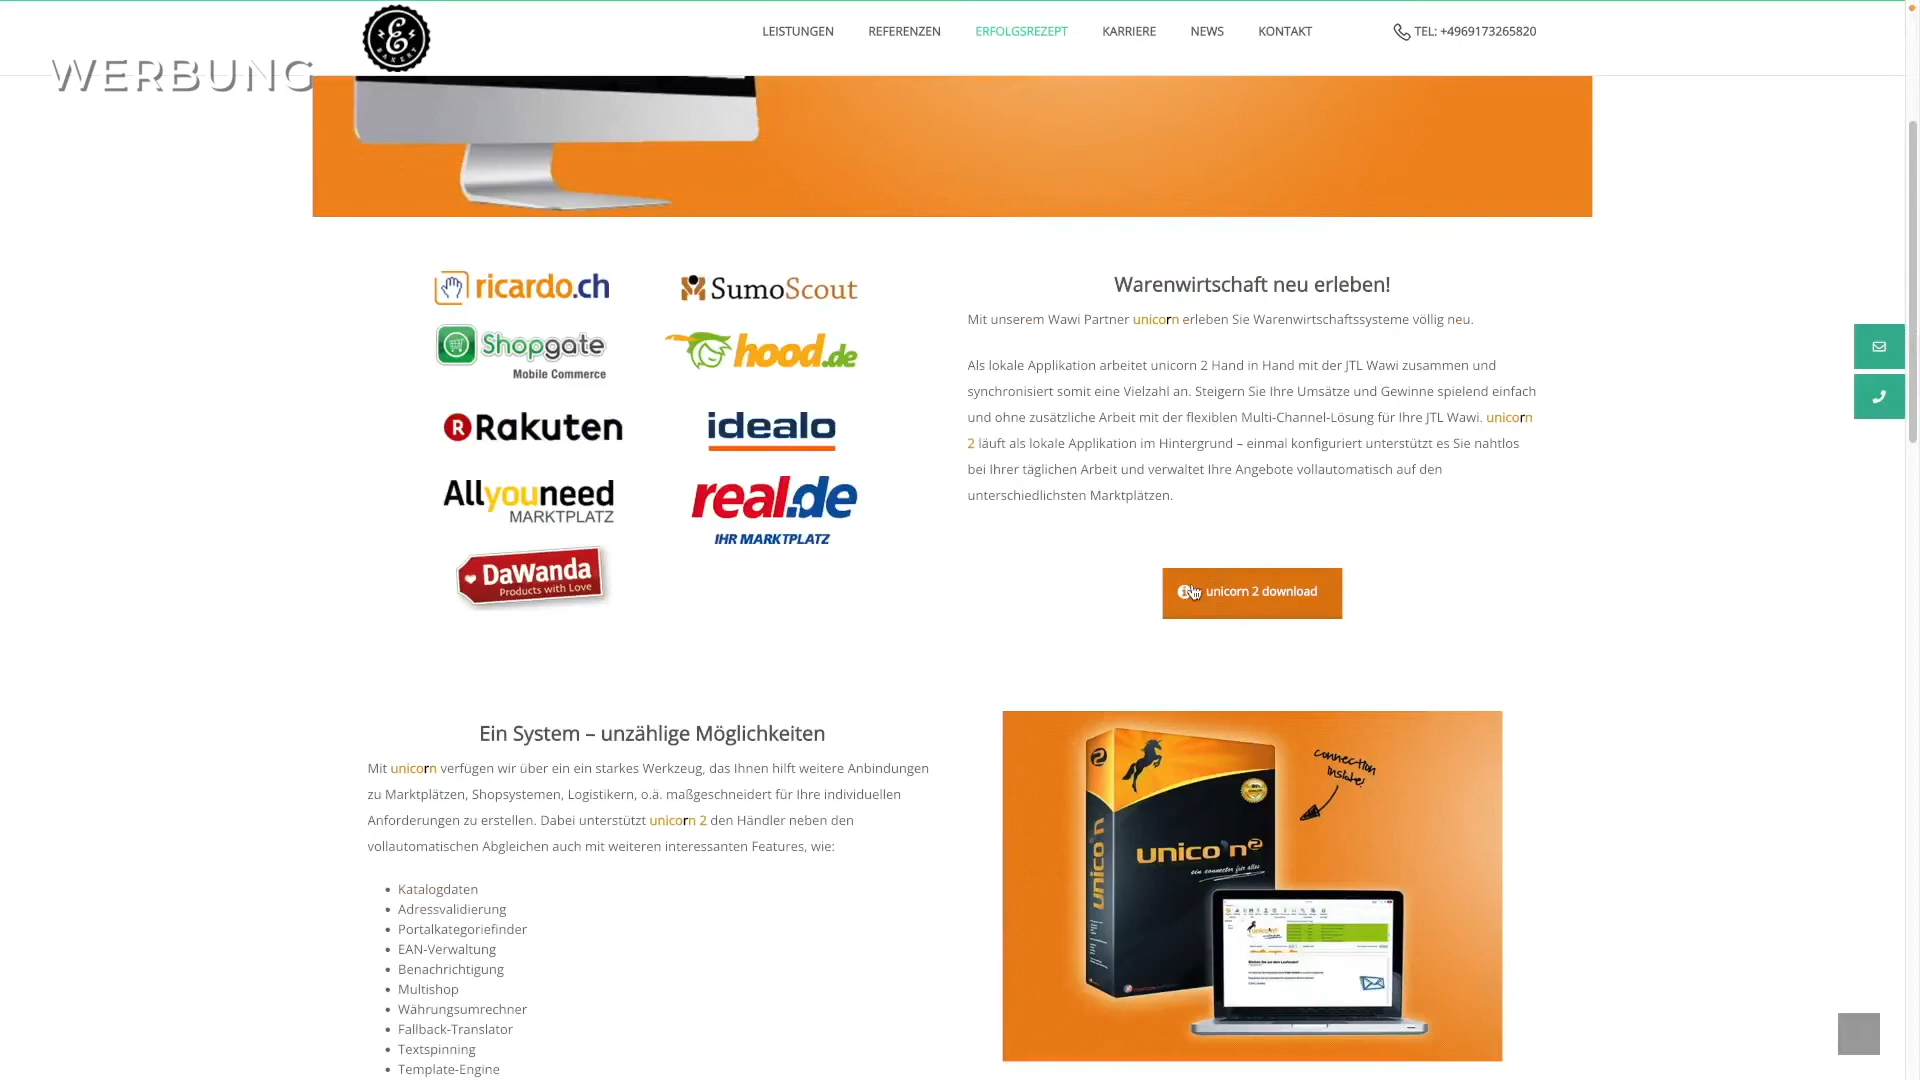 LEISTUNGEN REFERENZEN ERFOLGSREZEPT KARRIERE NEWS KONTAKT TEL: +4969173265820
E
BAKERY
WERBUNG
ricardo.ch
SumoScout
Shopgate
Mobile Commerce
hood.de
Rakuten
idealo
Allyouneed
MARKTPLATZ
real.de
IHR MARKTPLATZ
DaWanda
Products with Love
Warenwirtschaft neu erleben!
Mit unserem Wawi Partner unicorn erleben Sie Warenwirtschaftssysteme völlig neu.
Als lokale Applikation arbeitet unicorn 2 Hand in Hand mit der JTL Wawi zusammen und
synchronisiert somit eine Vielzahl an. Steigern Sie Ihre Umsätze und Gewinne spielend einfach
und ohne zusätzliche Arbeit mit der flexiblen Multi-Channel-Lösung für Ihre JTL Wawi. unicorn
2 läuft als lokale Applikation im Hintergrund – einmal konfiguriert unterstützt es Sie nahtlos
bei Ihrer täglichen Arbeit und verwaltet Ihre Angebote vollautomatisch auf den
unterschiedlichsten Marktplätzen.
unicorn 2 download
Ein System – unzählige Möglichkeiten
Mit unicorn verfügen wir über ein ein starkes Werkzeug, das Ihnen hilft weitere Anbindungen
zu Marktplätzen, Shopsystemen, Logistikern, o.ä. maßgeschneidert für Ihre individuellen
Anforderungen zu erstellen. Dabei unterstützt unicorn 2 den Händler neben den
vollautomatischen Abgleichen auch mit weiteren interessanten Features, wie:
Katalogdaten
Adressvalidierung
Portalkategoriefinder
EAN-Verwaltung
Benachrichtigung
Multishop
Währungsumrechner
Fallback-Translator
Textspinning
Template-Engine
connection
inside!
2
unico'n
unico'n2
ein connector für alles